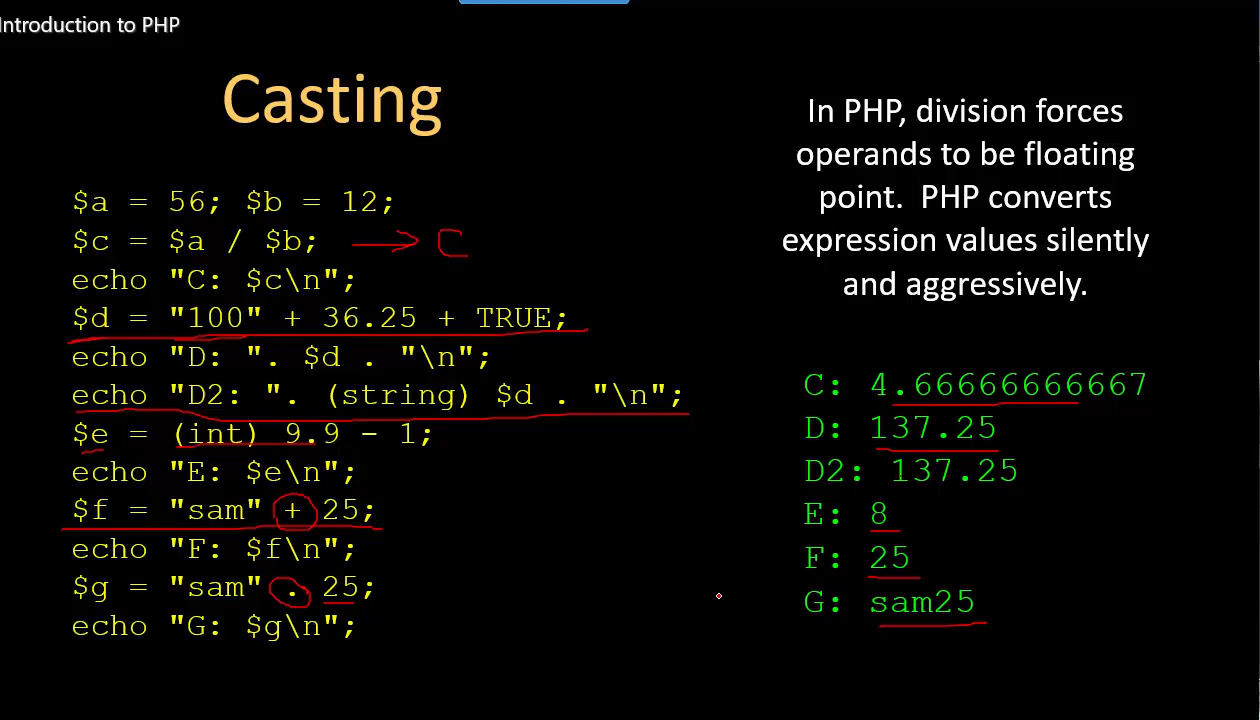 Introduction to PHP
Casting
$a = 56; $b = 12;
$c = $a / $b;
C
echo "C: $c\n";
$d = "100" + 36.25 + TRUE;
echo "D: ". $d . "\n";
echo "D2: ". (string) $d . "\n";
$e = (int) 9.9 - 1;
echo "E: $e\n";
$f = "sam" + 25;
echo "F: $f\n";
$g = "sam" . 25;
echo "G: $g\n";
In PHP, division forces
operands to be floating
point. PHP converts
expression values silently
and aggressively.
C: 4.66666666667
D: 137.25
D2: 137.25
E: 8
F: 25
G: sam25